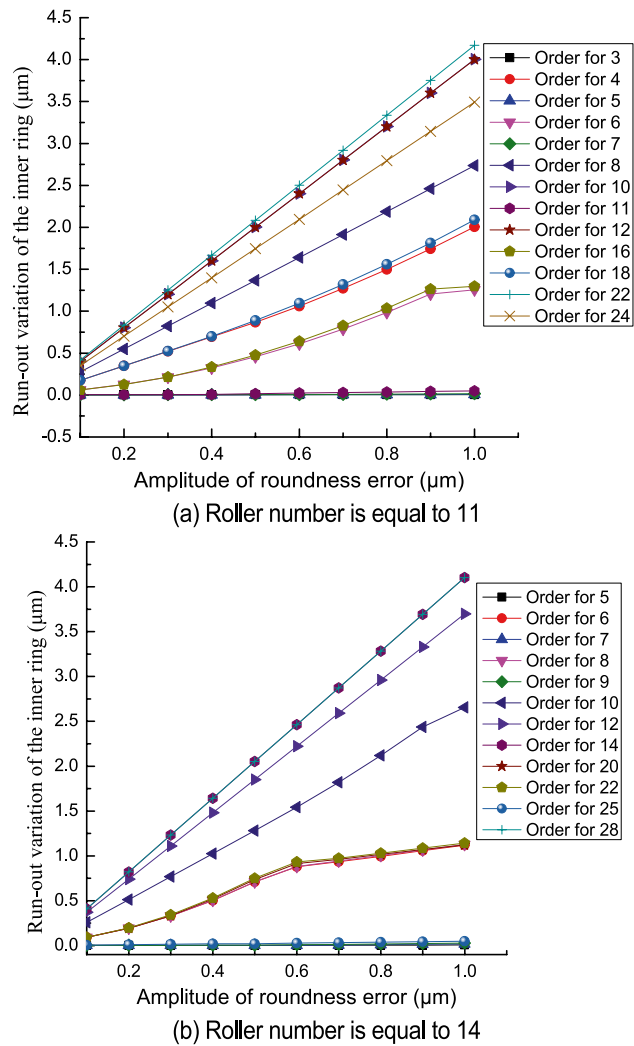 4.5
4.0
3.5
3.0
2.5
2.0
1.5
1.0
0.5
0.0
-0.5
Run-out variation of the inner ring (μm)
0.2 0.4 0.6 0.8 1.0
Amplitude of roundness error (μm)
Order for 3
Order for 4
Order for 5
Order for 6
Order for 7
Order for 8
Order for 10
Order for 11
Order for 12
Order for 16
Order for 18
Order for 22
Order for 24
(a) Roller number is equal to 11
4.5
4.0
3.5
3.0
2.5
2.0
1.5
1.0
0.5
0.0
Run-out variation of the inner ring (μm)
0.2 0.4 0.6 0.8 1.0
Amplitude of roundness error (μm)
Order for 5
Order for 6
Order for 7
Order for 8
Order for 9
Order for 10
Order for 12
Order for 14
Order for 20
Order for 22
Order for 25
Order for 28
(b) Roller number is equal to 14